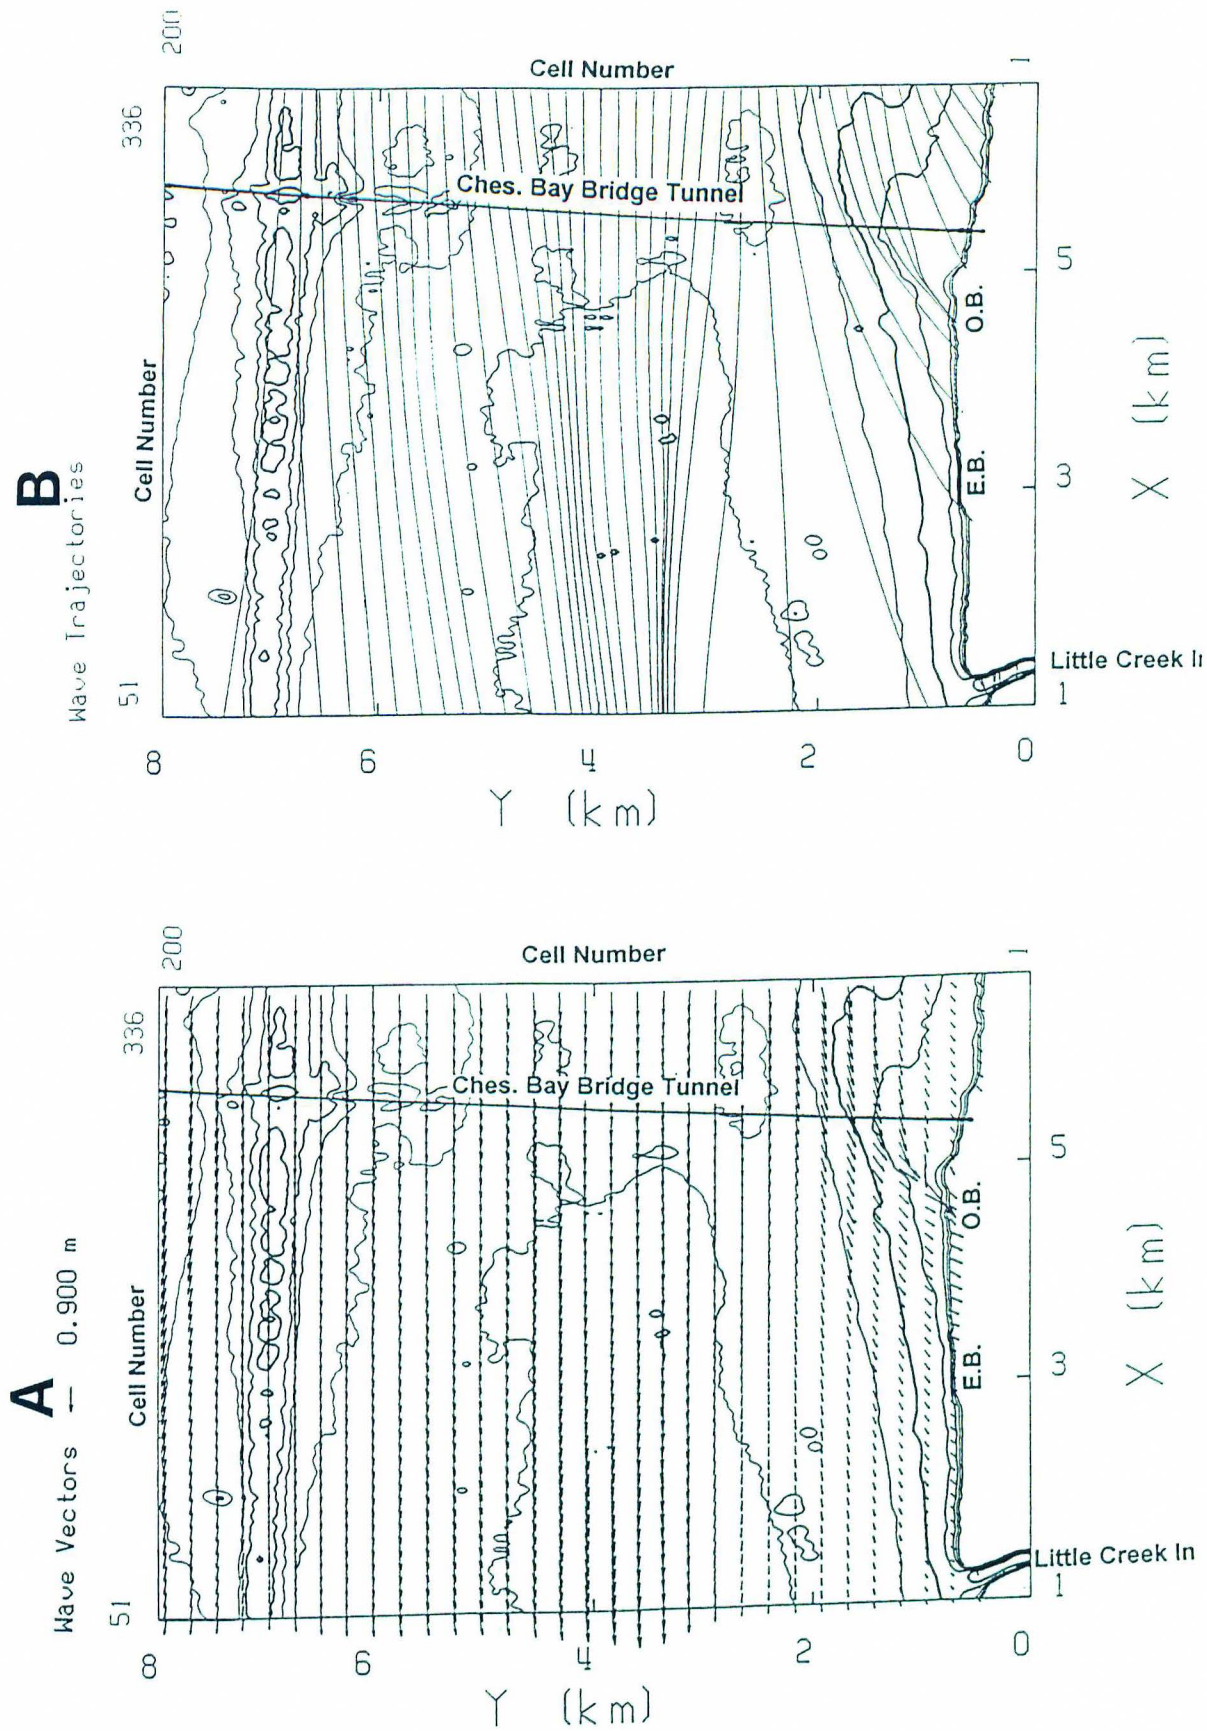 B
Wave Trajectories
200
Cell Number
1
336
Cell Number
Ches. Bay Bridge Tunnel
51
E.B.
O.B.
5
3
1
X (km)
Little Creek
8
6
4
2
0
Y (km)
A
Wave Vectors — 0.900 m
200
Cell Number
1
336
Cell Number
Ches. Bay Bridge Tunnel
51
E.B.
O.B.
5
3
1
X (km)
Little Creek In
8
6
4
2
0
Y (km)